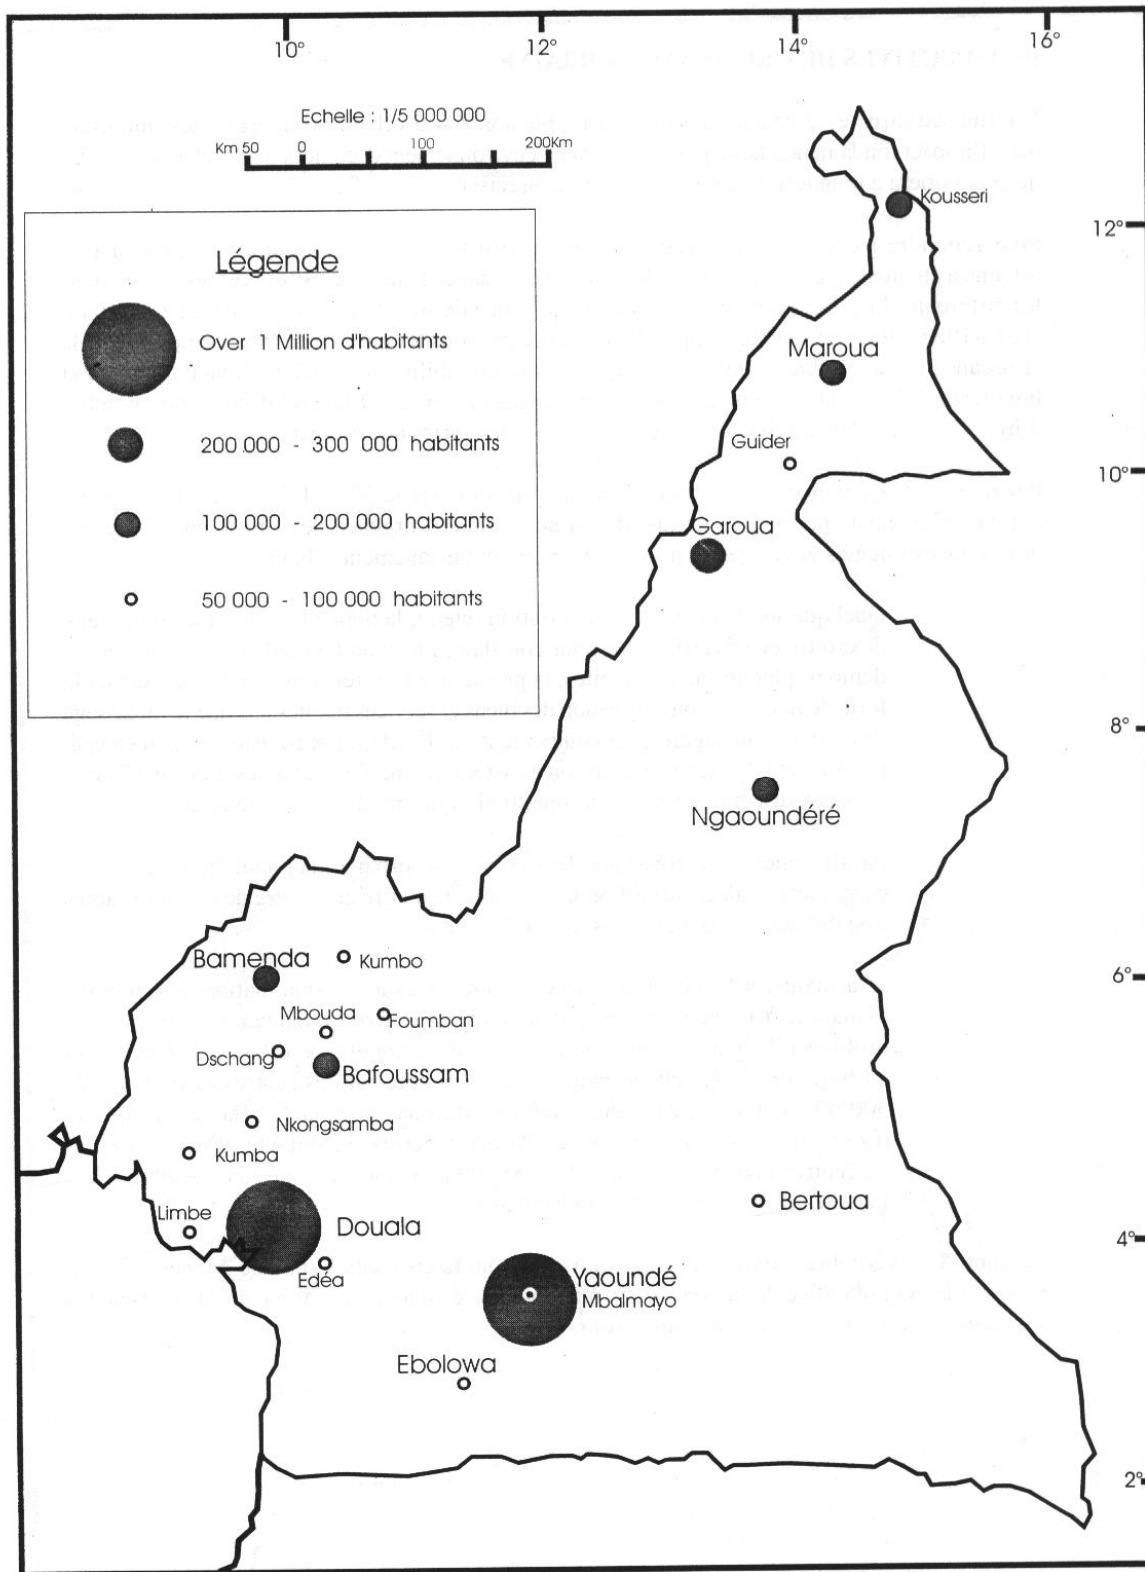 10°
12°
14°
16°
Echelle : 1/5 000 000
Km 50
0
100
200Km
Légende
Over 1 Million d'habitants
200 000 - 300 000 habitants
100 000 - 200 000 habitants
50 000 - 100 000 habitants
Kousseri
12°
Maroua
Guider
10°
Garoua
8°
Ngaoundéré
6°
Bamenda
Kumbo
Mbouda
Foumban
Dschang
Bafoussam
Nkongsamba
Kumba
Limbe
Douala
Bertoua
4°
Edéa
Yaoundé
Mbalmayo
Ebolowa
2°